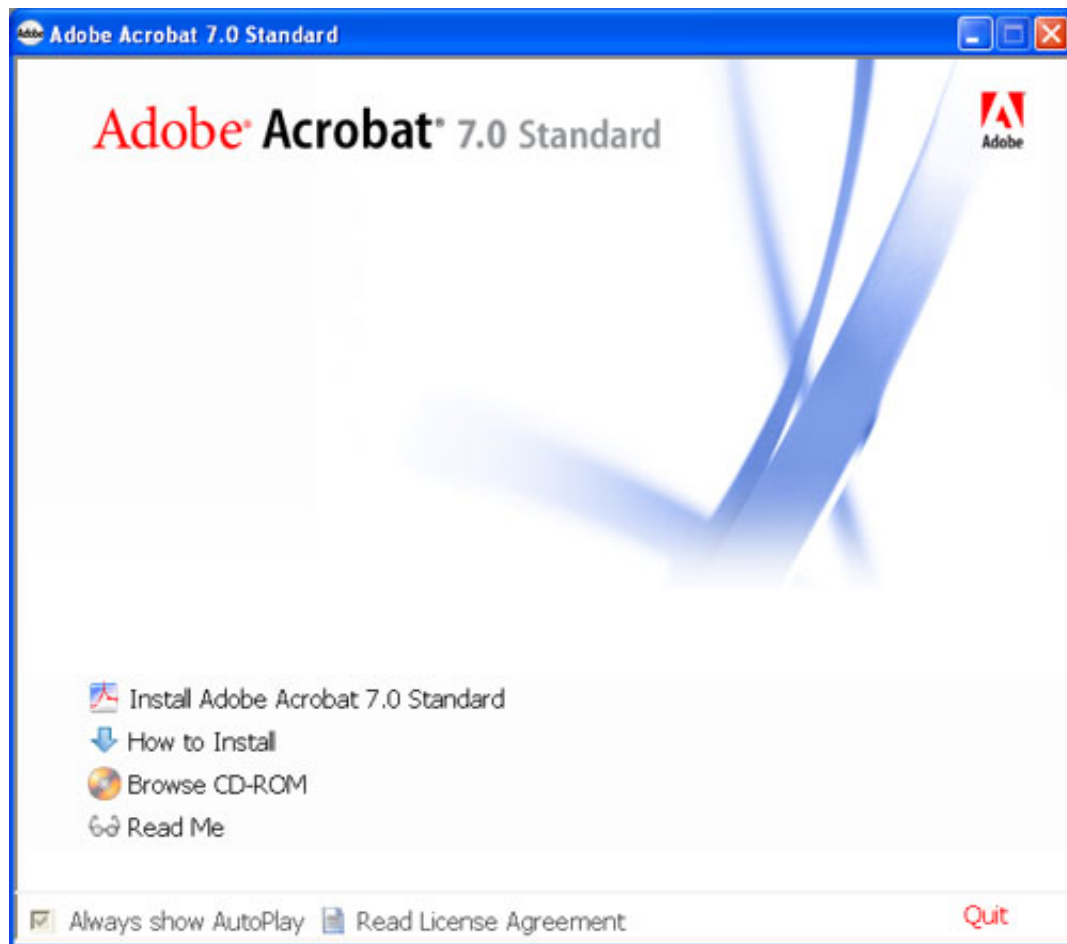 Adobe Acrobat 7.0 Standard
Adobe® Acrobat® 7.0 Standard
Adobe
Install Adobe Acrobat 7.0 Standard
How to Install
Browse CD-ROM
Read Me
Always show AutoPlay Read License Agreement Quit